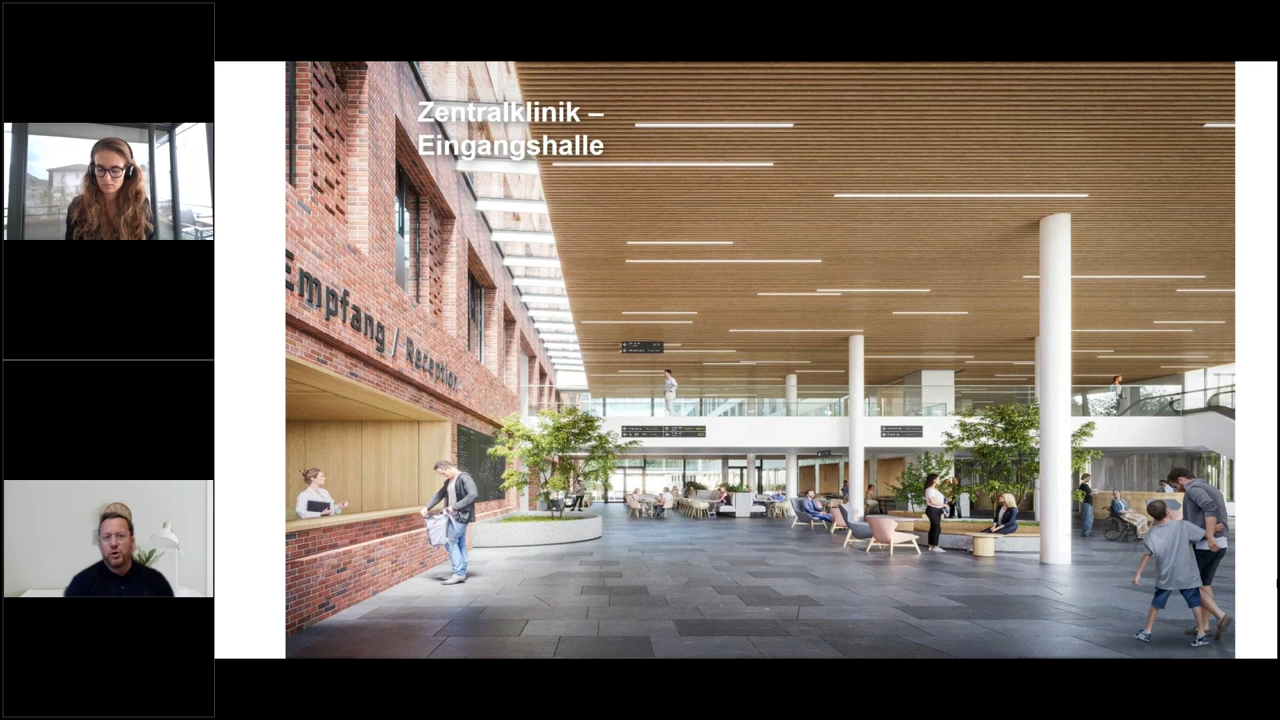 Zentralklinik –
Eingangshalle
Empfang / Reception